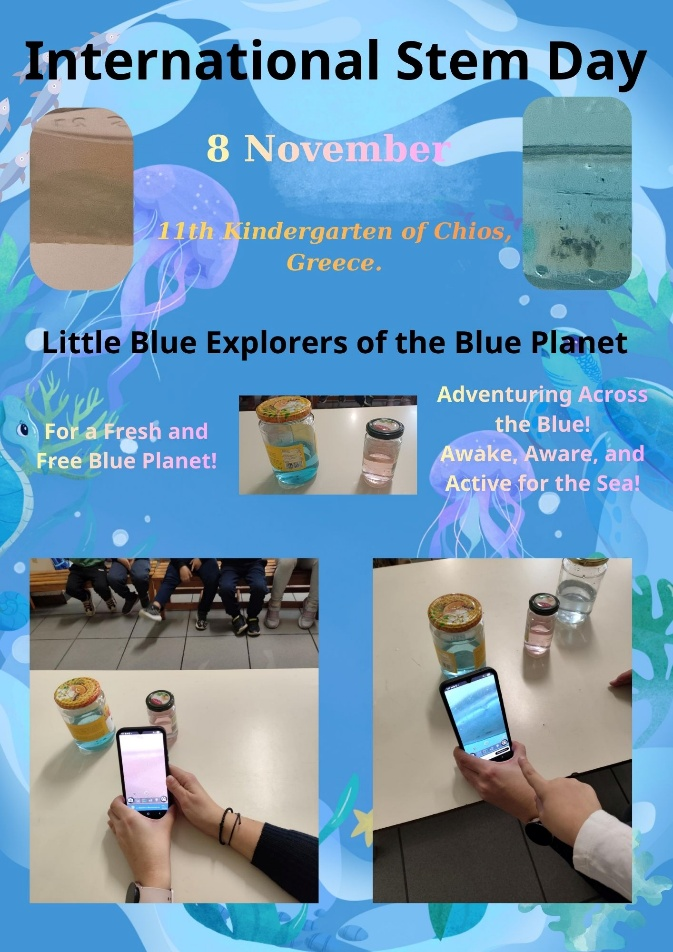 International Stem Day
8 November
11th Kindergarten of Chios,
Greece.
Little Blue Explorers of the Blue Planet
For a Fresh and
Free Blue Planet!
Adventuring Across
the Blue!
Awake, Aware, and
Active for the Sea!